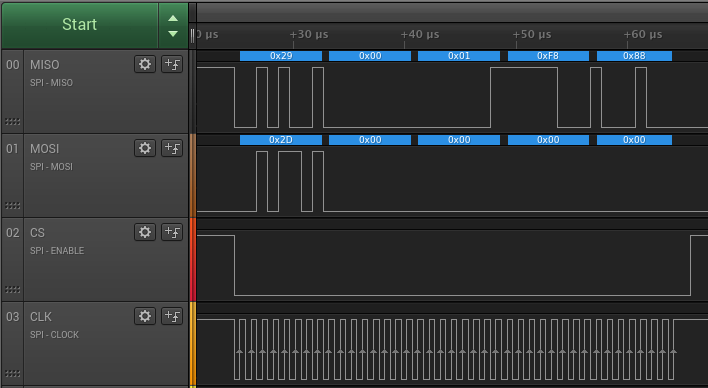 Start
0 µs
+30 µs
+40 µs
+50 µs
+60 µs
00
MISO
SPI - MISO
0x29
0x00
0x01
0xF8
0x88
01
MOSI
SPI - MOSI
0x2D
0x00
0x00
0x00
0x00
02
CS
SPI - ENABLE
03
CLK
SPI - CLOCK